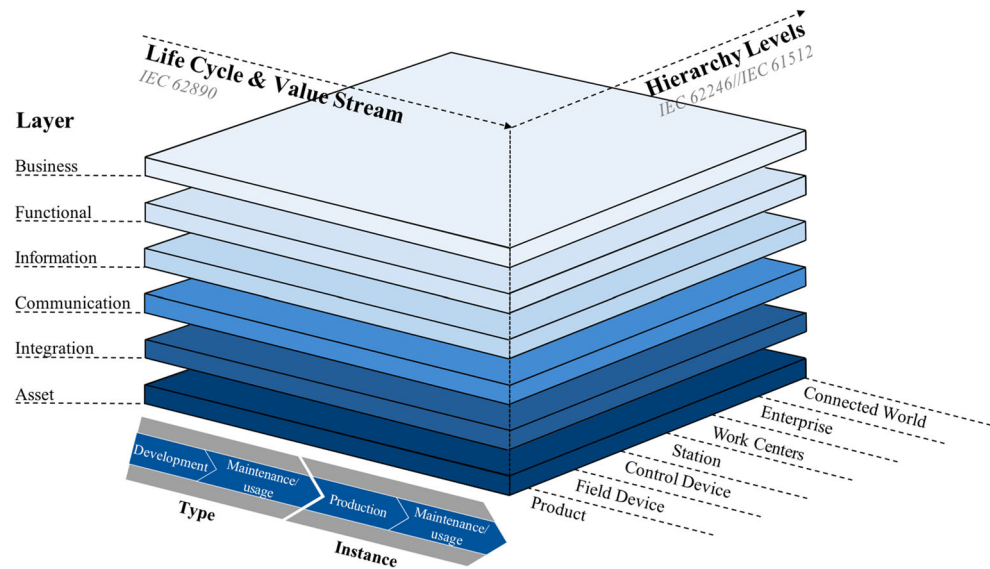 Life Cycle & Value Stream
IEC 62890
Hierarchy Levels
IEC 62246//IEC 61512
Layer
Business
Functional
Information
Communication
Integration
Asset
Development
Maintenance/
usage
Production
Maintenance/
usage
Type
Instance
Connected World
Enterprise
Work Centers
Station
Control Device
Field Device
Product